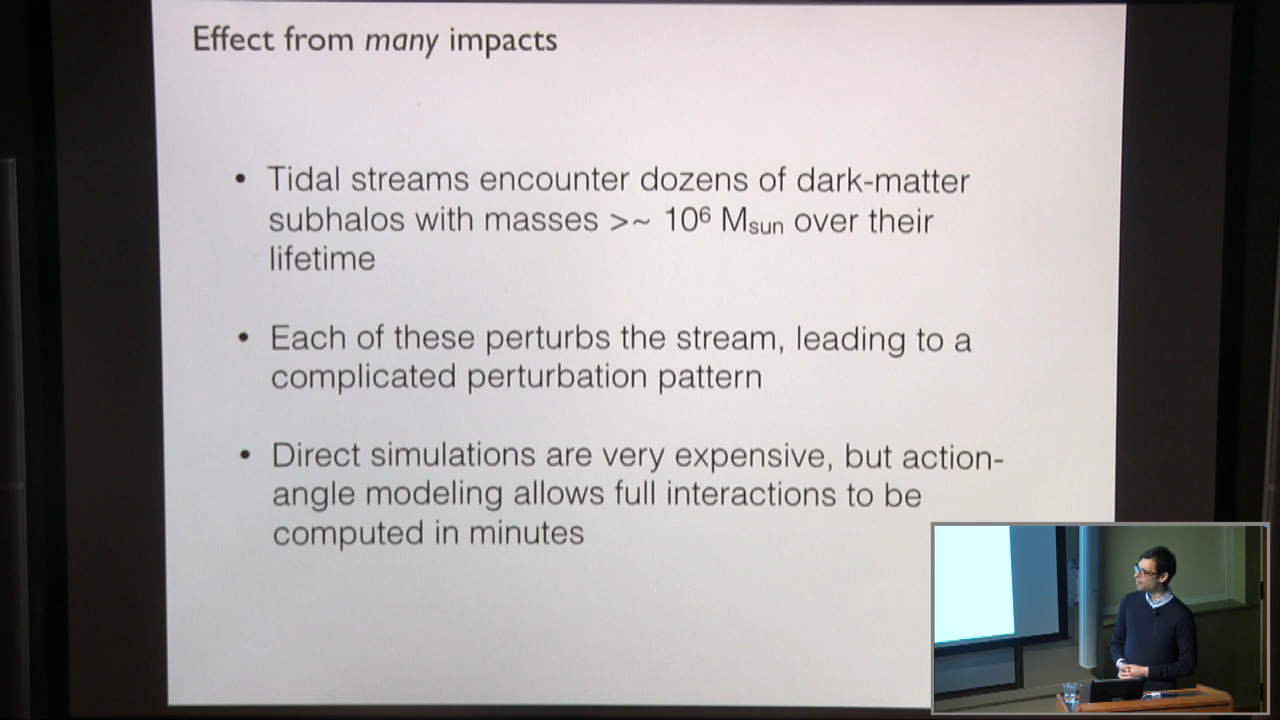 Effect from many impacts
• Tidal streams encounter dozens of dark-matter
subhalos with masses >~ 10⁶ Msun over their
lifetime
• Each of these perturbs the stream, leading to a
complicated perturbation pattern
• Direct simulations are very expensive, but action-
angle modeling allows full interactions to be
computed in minutes